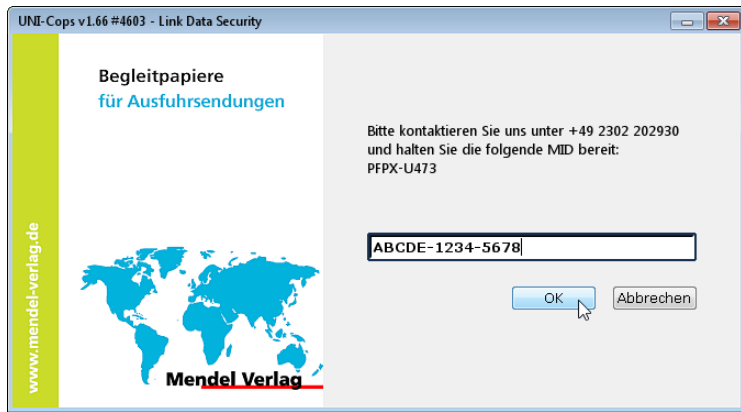 UNI-Cops v1.66 #4603 - Link Data Security
Begleitpapiere
für Ausfuhrsendungen
www.mendel-verlag.de
Mendel Verlag
Bitte kontaktieren Sie uns unter +49 2302 202930
und halten Sie die folgende MID bereit:
PFPX-U473
ABCDE-1234-5678
OK
Abbrechen